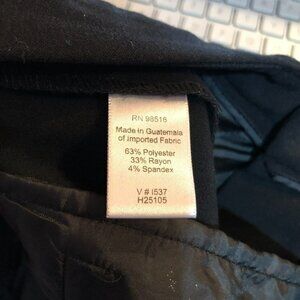 RN 98516
Made in Guatemala
of Imported Fabric
63% Polyester
33% Rayon
4% Spandex
V # I537
H25105